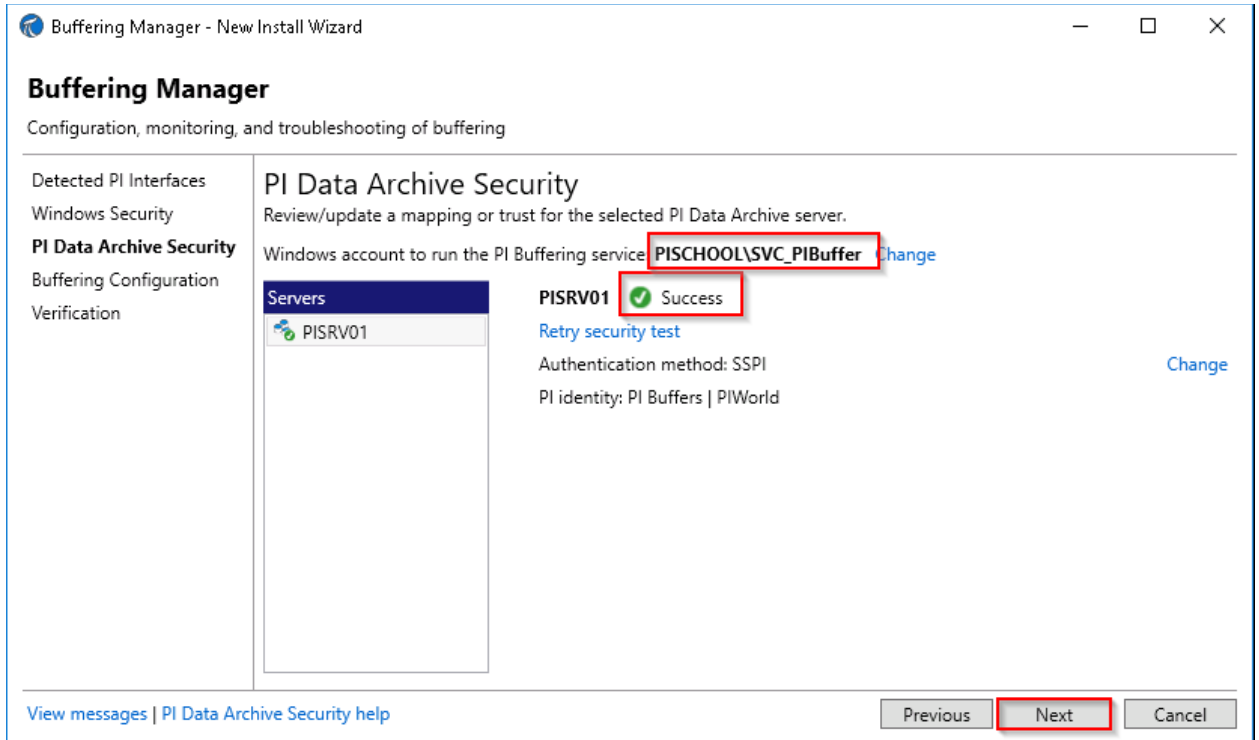 Buffering Manager - New Install Wizard
Buffering Manager
Configuration, monitoring, and troubleshooting of buffering
Detected PI Interfaces
Windows Security
PI Data Archive Security
Buffering Configuration
Verification
PI Data Archive Security
Review/update a mapping or trust for the selected PI Data Archive server.
Windows account to run the PI Buffering service PISCHOOL\SVC_PIBuffer Change
Servers
PISRV01
PISRV01 Success
Retry security test
Authentication method: SSPI Change
PI identity: PI Buffers | PIWorld
View messages | PI Data Archive Security help
Previous Next Cancel